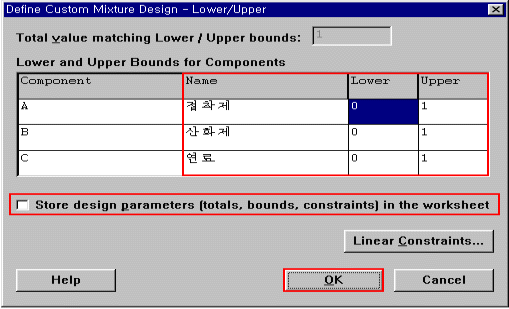 Define Custom Mixture Design - Lower/Upper
Total value matching Lower / Upper bounds: 1
Lower and Upper Bounds for Components
Component Name Lower Upper
A 점착제 0 1
B 산화제 0 1
C 연료 0 1
Store design parameters (totals, bounds, constraints) in the worksheet
Linear Constraints...
Help OK Cancel